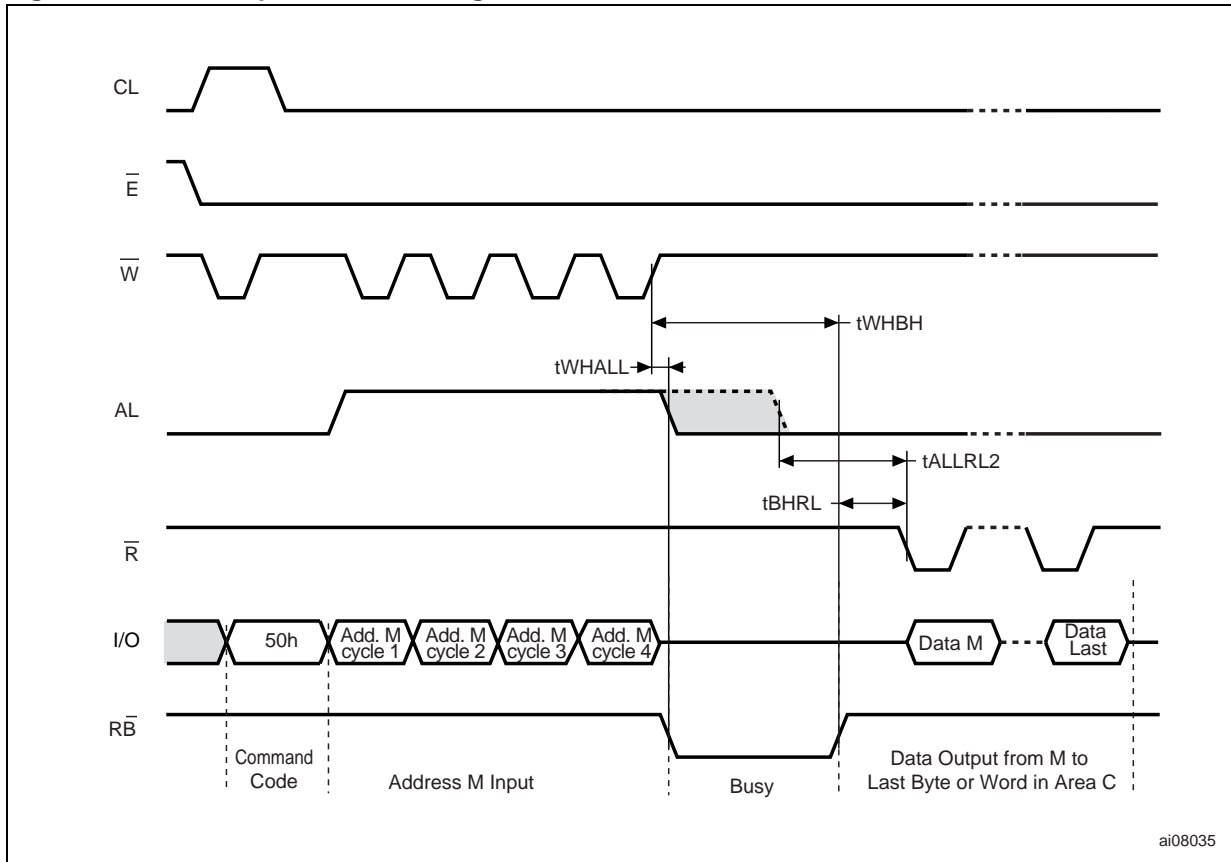 CL
E
W
tWHBH
tWHALL
AL
tALLRL2
tBHRL
R
I/O
50h
Add. M
cycle 1
Add. M
cycle 2
Add. M
cycle 3
Add. M
cycle 4
Data M
Data
Last
RB
Command
Code
Address M Input
Busy
Data Output from M to
Last Byte or Word in Area C
ai08035